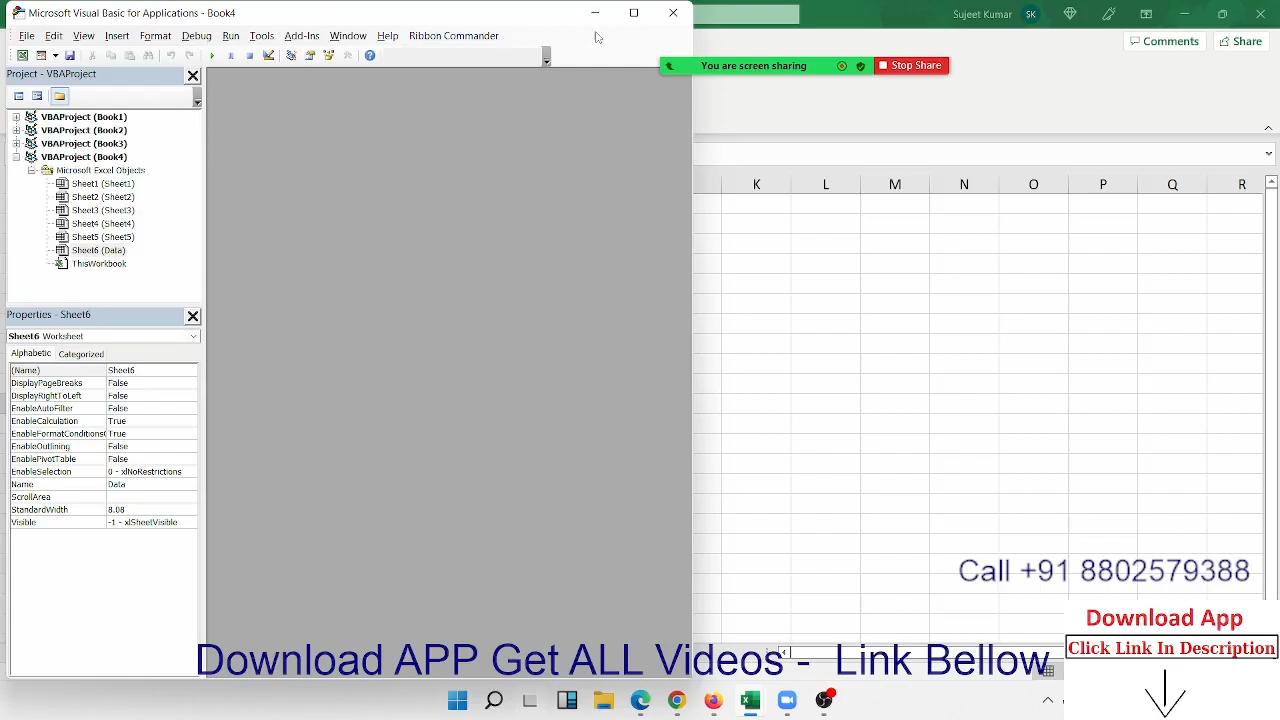 Microsoft Visual Basic for Applications - Book4
Sujeet Kumar
SK
File Edit View Insert Format Debug Run Tools Add-Ins Window Help Ribbon Commander
Comments
Share
You are screen sharing
Stop Share
Project - VBAProject
VBAProject (Book1)
VBAProject (Book2)
VBAProject (Book3)
VBAProject (Book4)
Microsoft Excel Objects
Sheet1 (Sheet1)
Sheet2 (Sheet2)
Sheet3 (Sheet3)
Sheet4 (Sheet4)
Sheet5 (Sheet5)
Sheet6 (Data)
ThisWorkbook
K L M N O P Q R
Properties - Sheet6
Sheet6 Worksheet
Alphabetic Categorized
(Name) Sheet6
DisplayPageBreaks False
DisplayRightToLeft False
EnableAutoFilter False
EnableCalculation True
EnableFormatConditionsC True
EnableOutlining False
EnablePivotTable False
EnableSelection 0 - xlNoRestrictions
Name Data
ScrollArea
StandardWidth 8.08
Visible -1 - xlSheetVisible
Call +91 8802579388
Download App
Click Link In Description
Download APP Get ALL Videos - Link Bellow